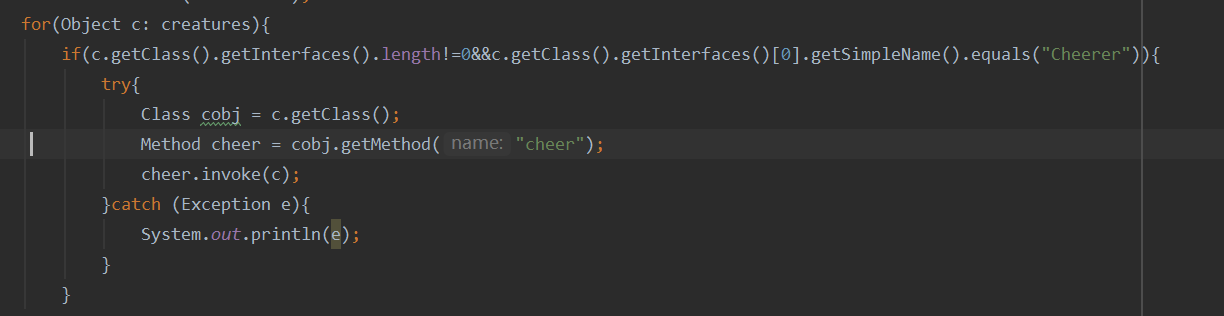 for(Object c: creatures){
if(c.getClass().getInterfaces().length!=0&&c.getClass().getInterfaces()[0].getSimpleName().equals("Cheerer")){
try{
Class cobj = c.getClass();
Method cheer = cobj.getMethod( name: "cheer");
cheer.invoke(c);
}catch (Exception e){
System.out.println(e);
}
}